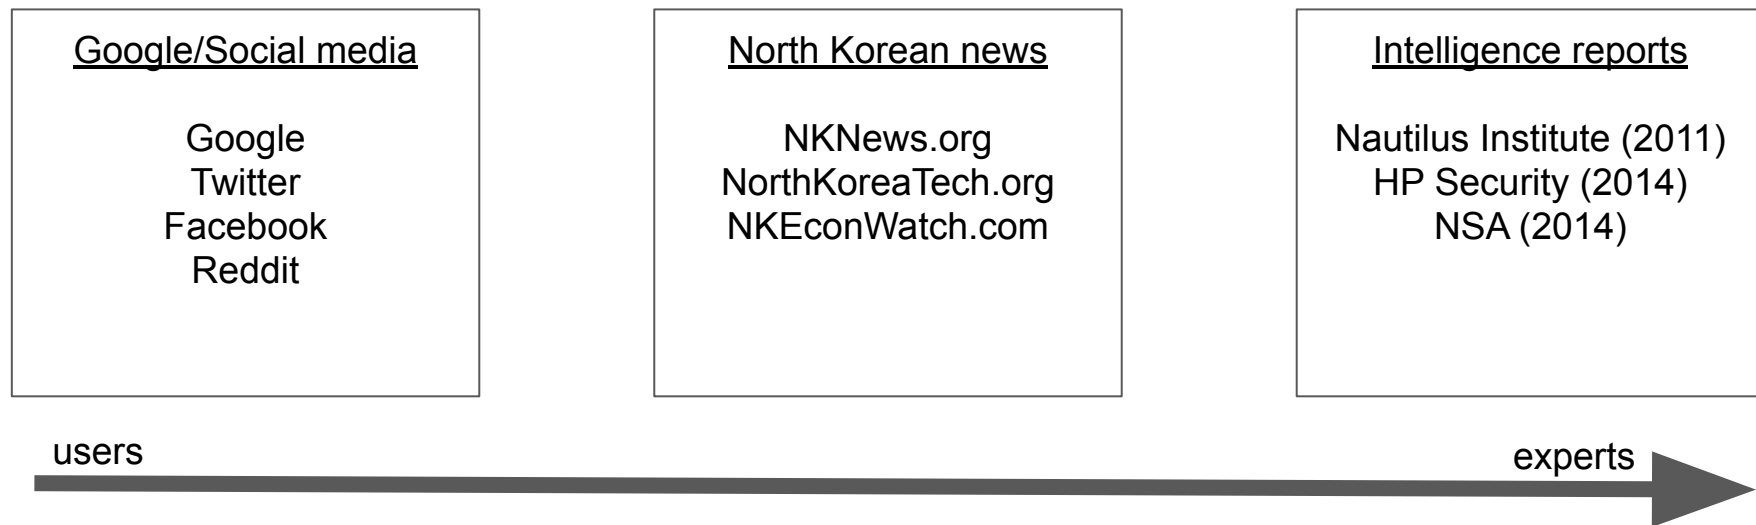 Google/Social media
Google
Twitter
Facebook
Reddit
North Korean news
NKNews.org
NorthKoreaTech.org
NKEconWatch.com
Intelligence reports
Nautilus Institute (2011)
HP Security (2014)
NSA (2014)
users
experts